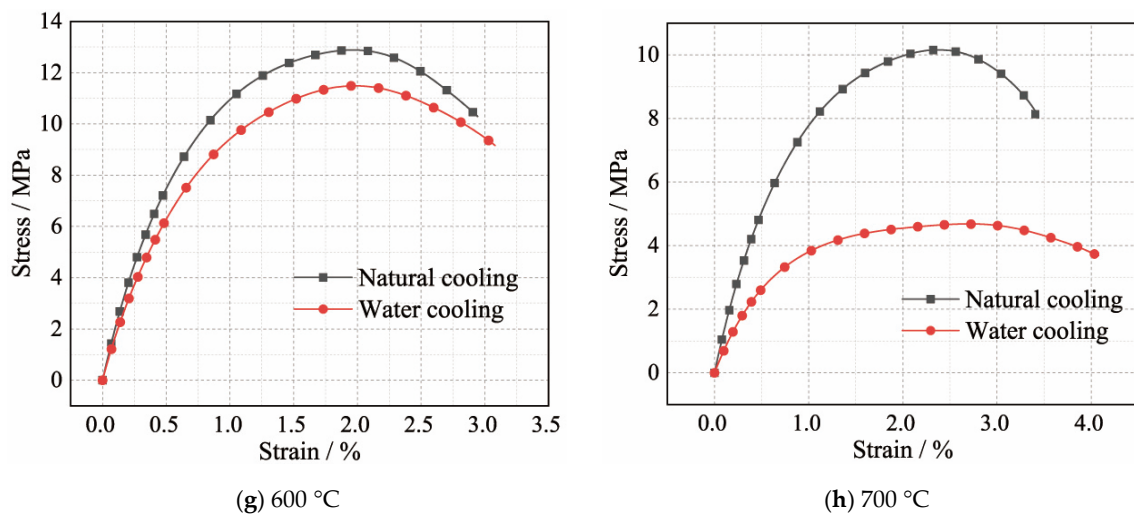 14
12
10
8
6
4
2
0
Stress / MPa
0.0 0.5 1.0 1.5 2.0 2.5 3.0 3.5
Strain / %
Natural cooling
Water cooling
(g) 600 °C
10
8
6
4
2
0
Stress / MPa
0.0 1.0 2.0 3.0 4.0
Strain / %
Natural cooling
Water cooling
(h) 700 °C